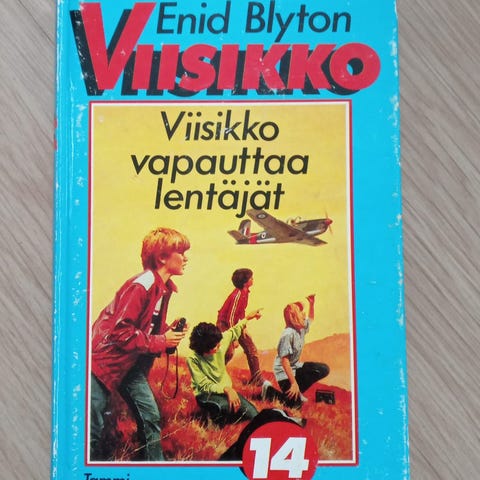 Enid Blyton
VIISIKKO
Viisikko
vapauttaa
lentäjät
14
Tammi